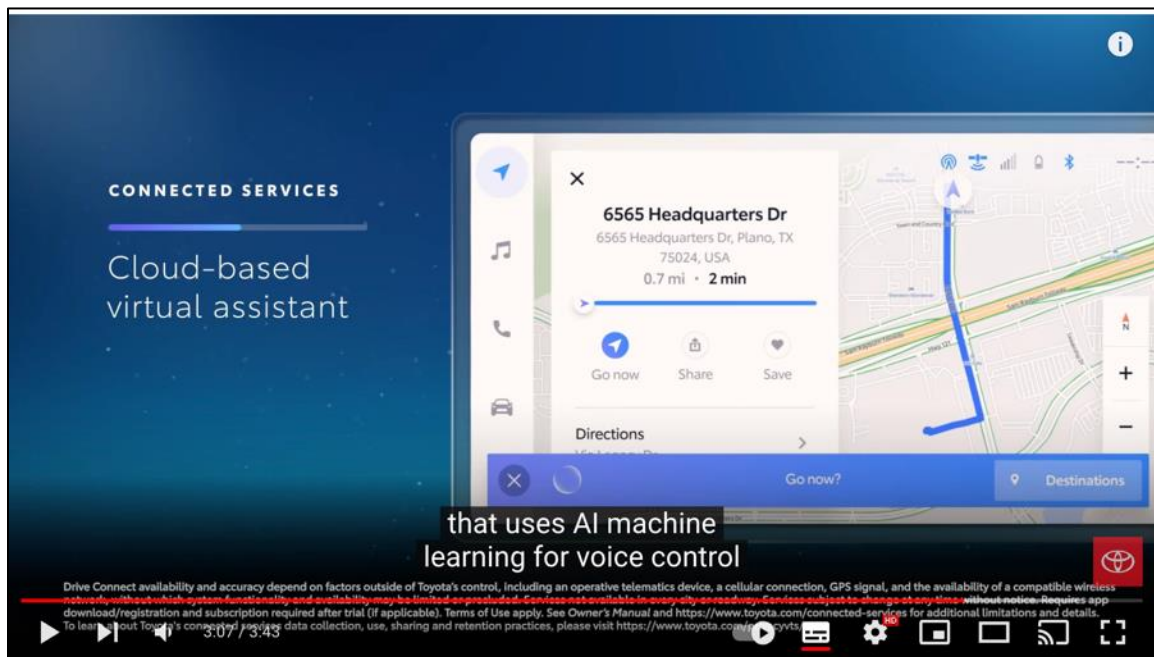 CONNECTED SERVICES
Cloud-based
virtual assistant
6565 Headquarters Dr
6565 Headquarters Dr, Plano, TX
75024, USA
0.7 mi · 2 min
Go now
Share
Save
Directions
N
+
−
Go now?
Destinations
that uses AI machine
learning for voice control
Drive Connect availability and accuracy depend on factors outside of Toyota's control, including an operative telematics device, a cellular connection, GPS signal, and the availability of a compatible wireless
without notice. Requires app
download/registration and subscription required after trial (if applicable). Terms of Use apply. See Owner's Manual and https://www.toyota.com/connected-services for additional limitations and details.
To learn about Toyota's connected services data collection, use, sharing and retention practices, please visit https://www.toyota.com/
3:07 / 3:43
HD